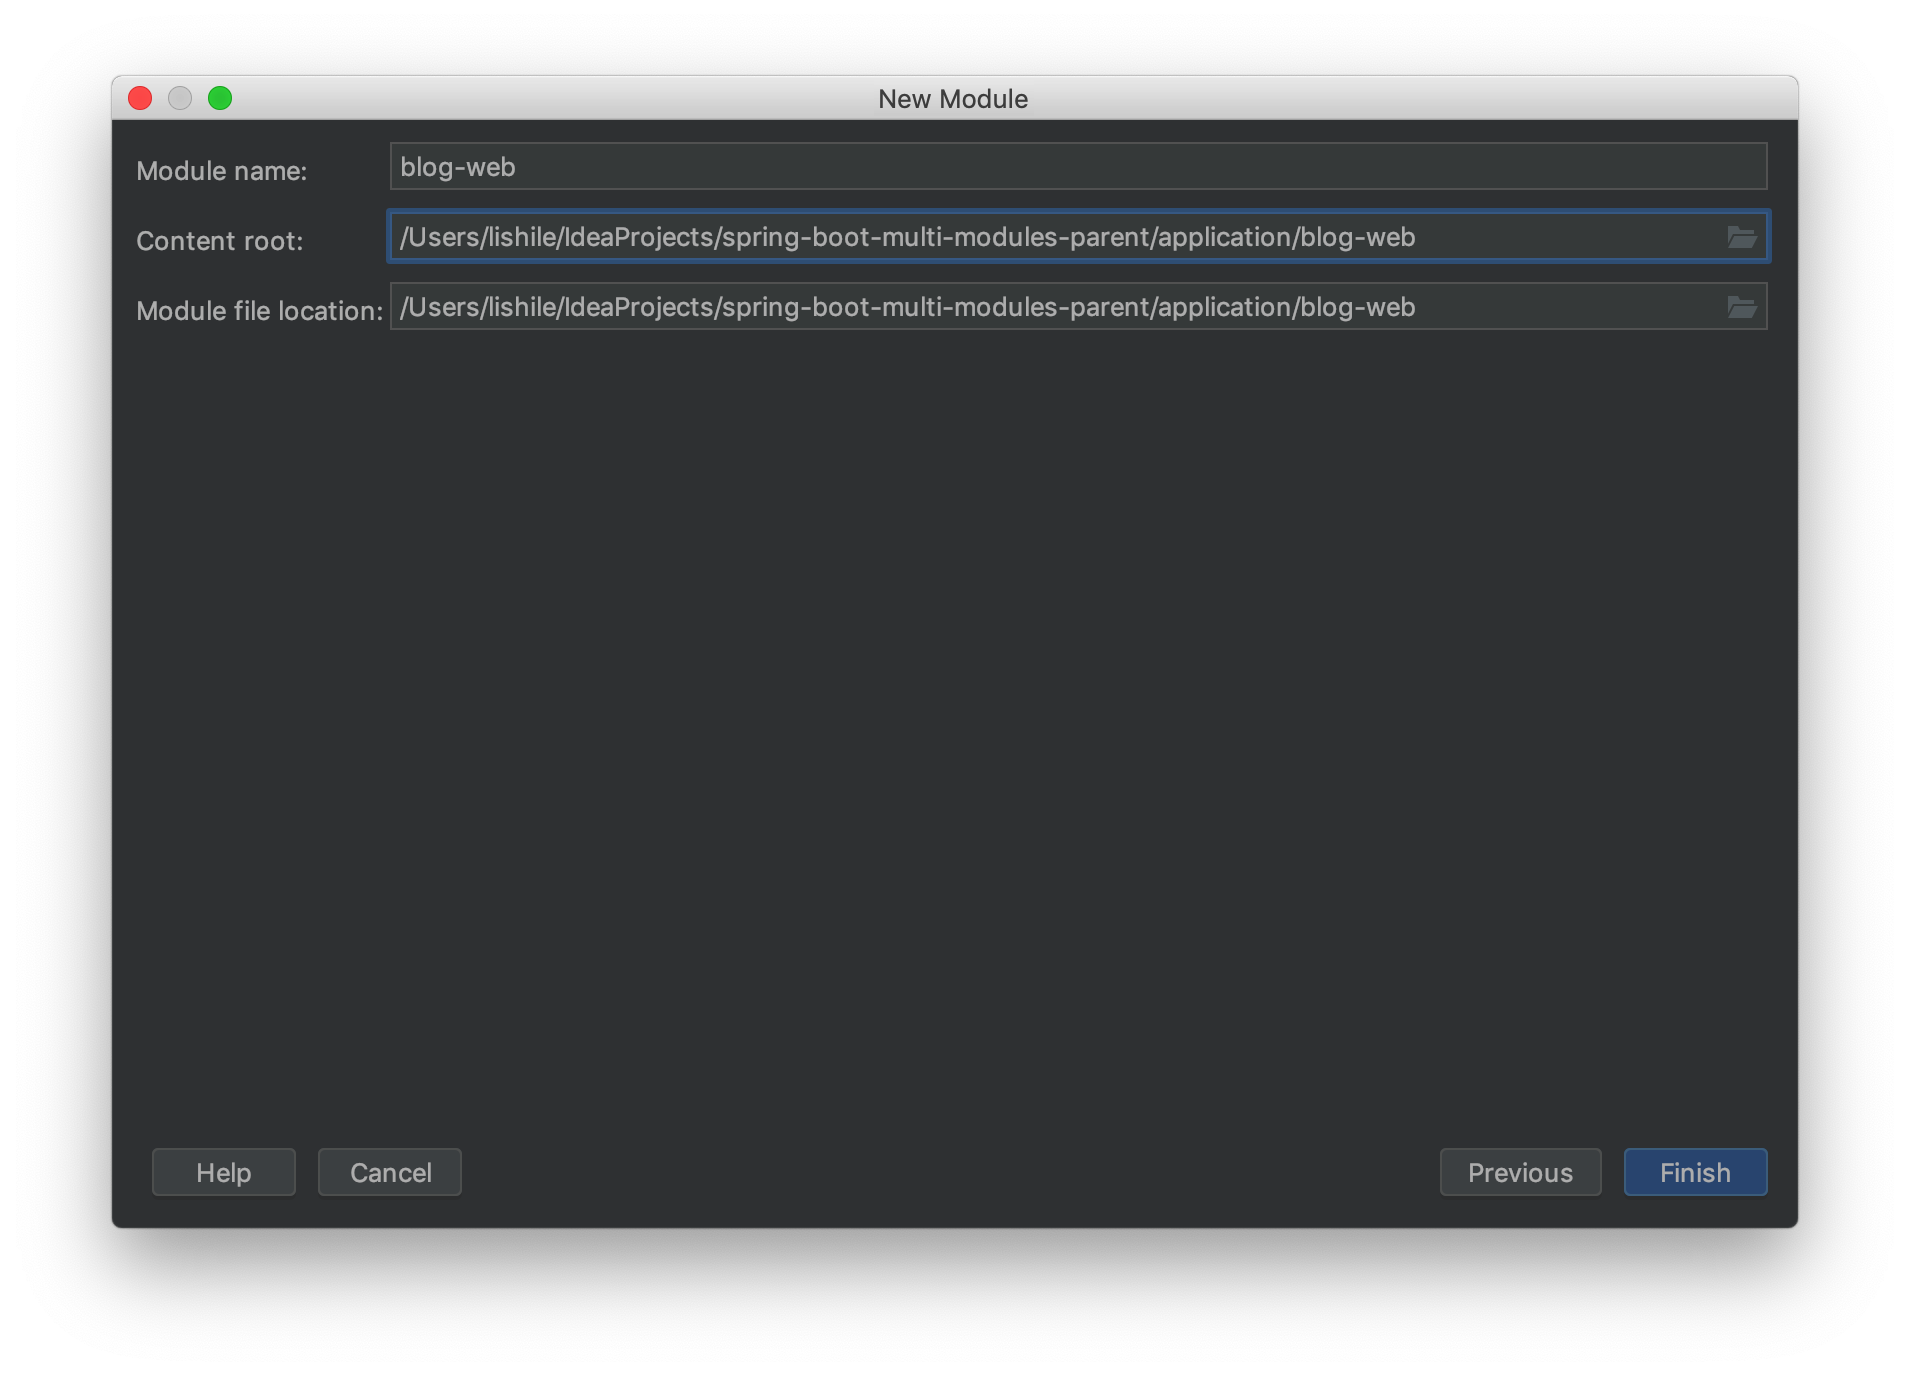 New Module
Module name: blog-web
Content root: /Users/lishile/IdeaProjects/spring-boot-multi-modules-parent/application/blog-web
Module file location: /Users/lishile/IdeaProjects/spring-boot-multi-modules-parent/application/blog-web
Help Cancel Previous Finish